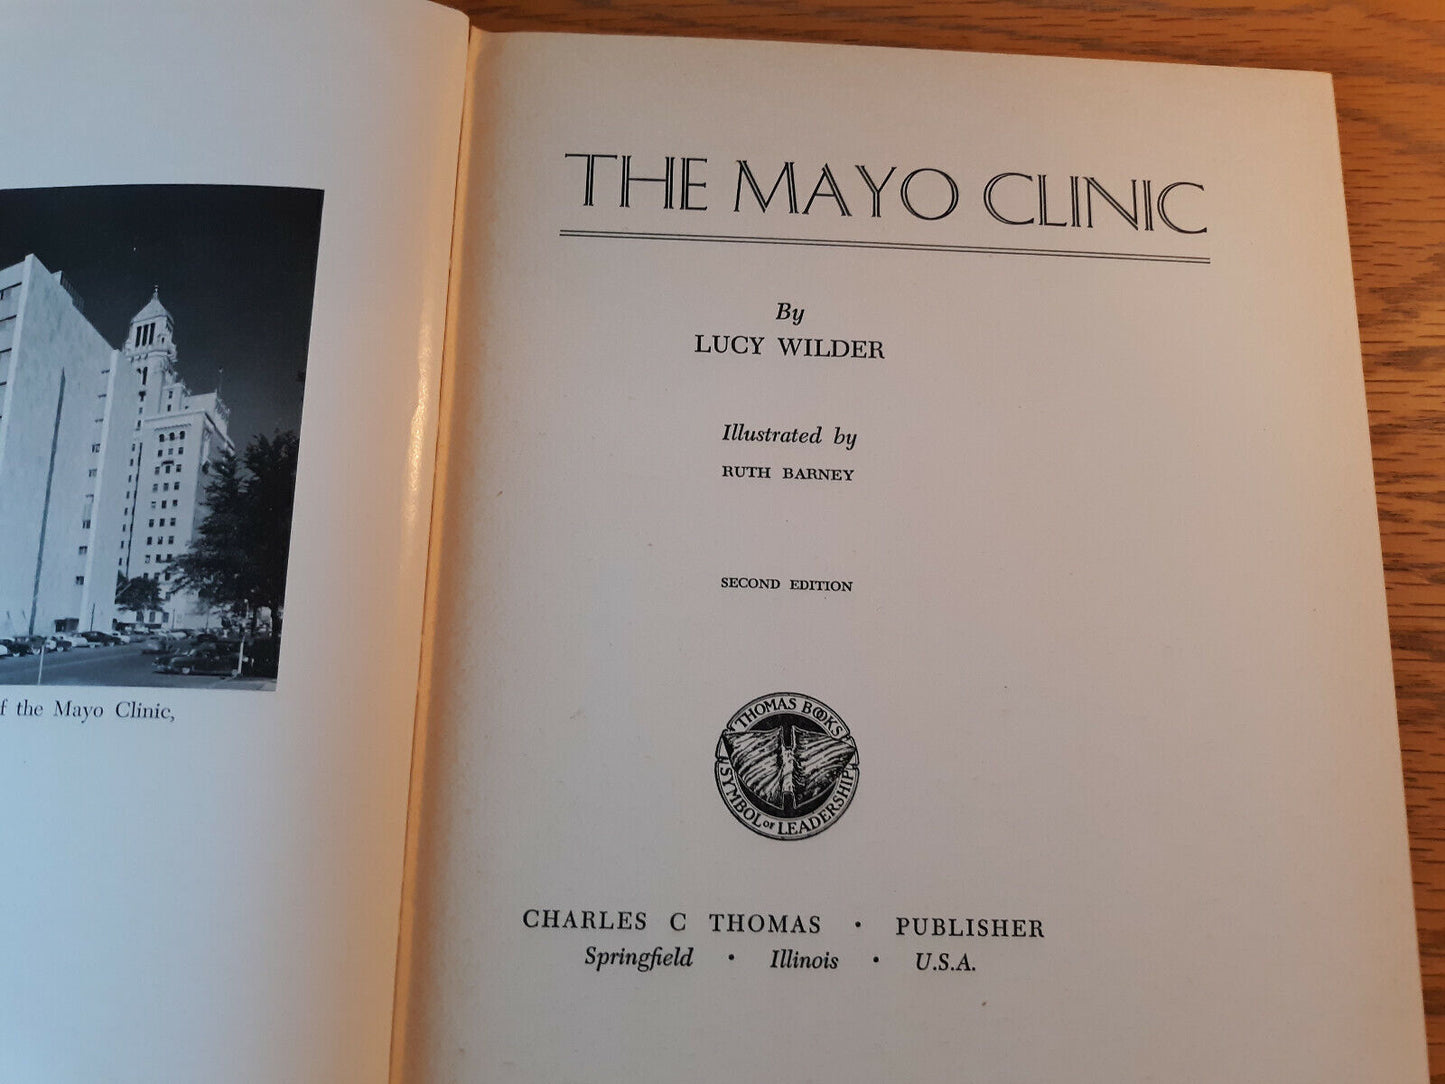 f the Mayo Clinic,
THE MAYO CLINIC
By
LUCY WILDER
Illustrated by
RUTH BARNEY
SECOND EDITION
THOMAS BOOKS
SYMBOL OF LEADERSHIP
CHARLES C THOMAS · PUBLISHER
Springfield · Illinois · U.S.A.